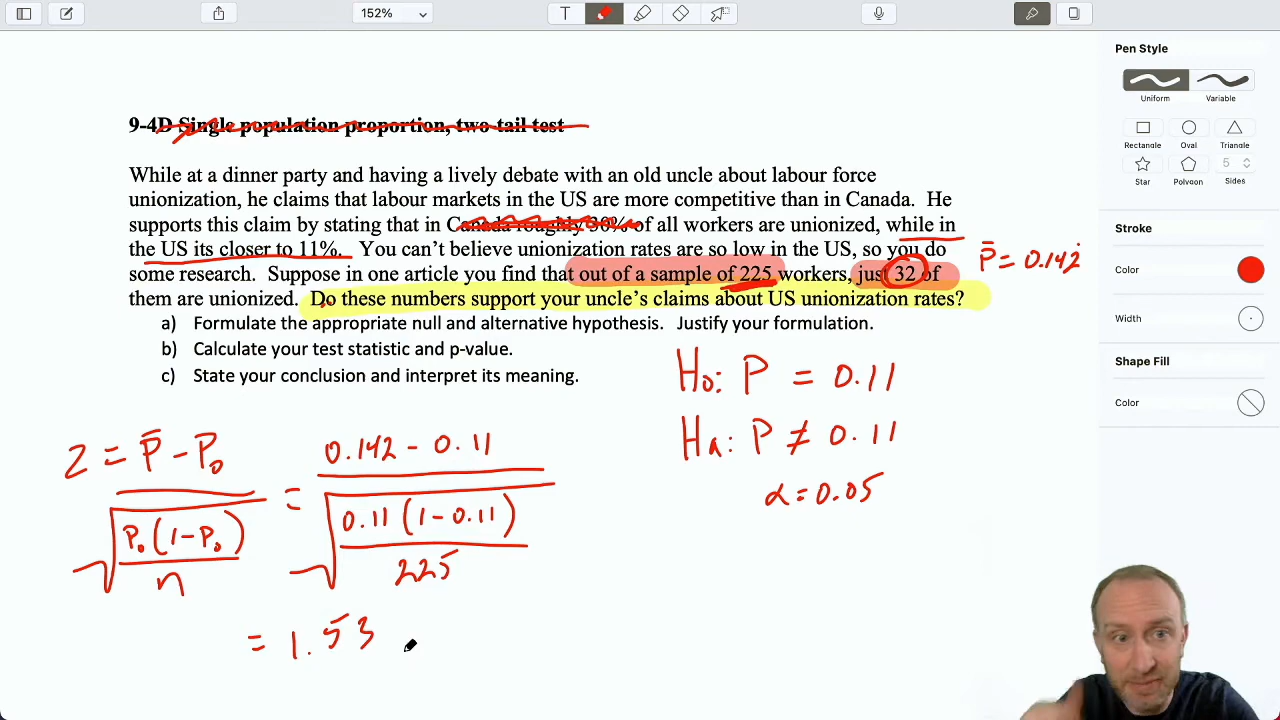 152%
T
Pen Style
Uniform
Variable
Rectangle
Oval
Triangle
Star
Polygon
5
Sides
Stroke
Color
Width
Shape Fill
Color
9-4D Single population proportion, two-tail test
While at a dinner party and having a lively debate with an old uncle about labour force
unionization, he claims that labour markets in the US are more competitive than in Canada. He
supports this claim by stating that in Canada roughly 30% of all workers are unionized, while in
the US its closer to 11%. You can't believe unionization rates are so low in the US, so you do
some research. Suppose in one article you find that out of a sample of 225 workers, just 32 of
them are unionized. Do these numbers support your uncle's claims about US unionization rates?
p̄ = 0.142
a) Formulate the appropriate null and alternative hypothesis. Justify your formulation.
b) Calculate your test statistic and p-value.
c) State your conclusion and interpret its meaning.
H0: P = 0.11
Ha: P ≠ 0.11
α = 0.05
Z = p̄ - P0 = 0.142 - 0.11
P0(1-P0) 0.11(1-0.11)
n 225
= 1.53